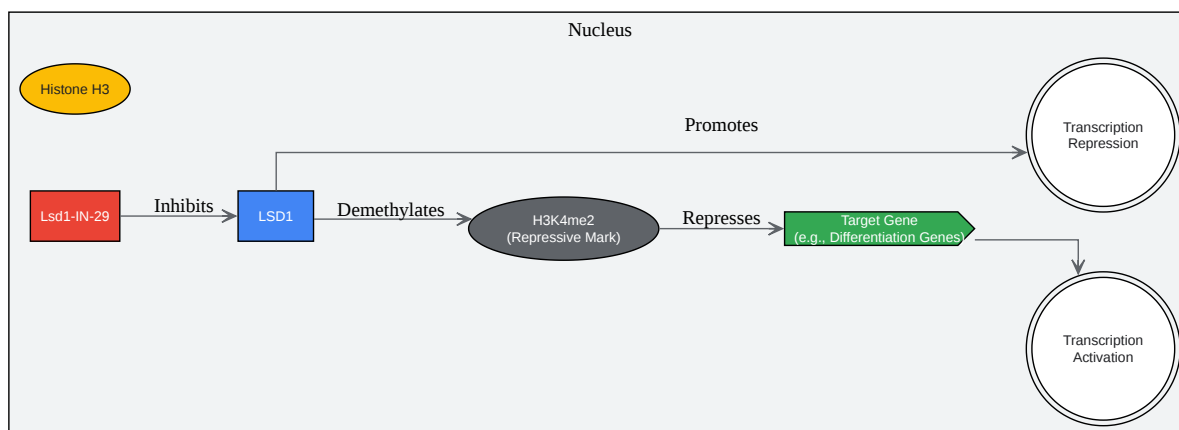 Nucleus
Histone H3
Promotes
Transcription
Repression
Lsd1-IN-29
Inhibits
LSD1
Demethylates
H3K4me2
(Repressive Mark)
Represses
Target Gene
(e.g., Differentiation Genes)
Transcription
Activation